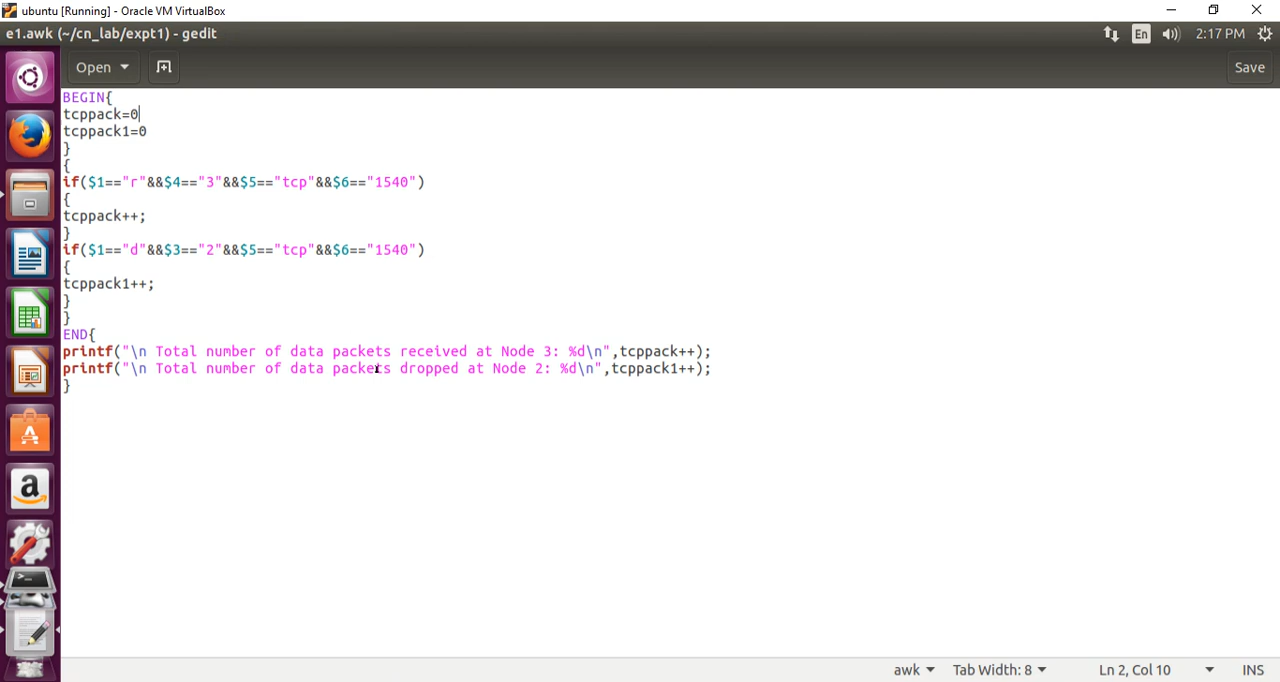 ubuntu [Running] - Oracle VM VirtualBox
e1.awk (~/cn_lab/expt1) - gedit
En
2:17 PM
Open
Save
BEGIN{
tcppack=0
tcppack1=0
}
{
if($1=="r"&&$4=="3"&&$5=="tcp"&&$6=="1540")
{
tcppack++;
}
if($1=="d"&&$3=="2"&&$5=="tcp"&&$6=="1540")
{
tcppack1++;
}
}
END{
printf("\n Total number of data packets received at Node 3: %d\n",tcppack++);
printf("\n Total number of data packets dropped at Node 2: %d\n",tcppack1++);
}
awk
Tab Width: 8
Ln 2, Col 10
INS